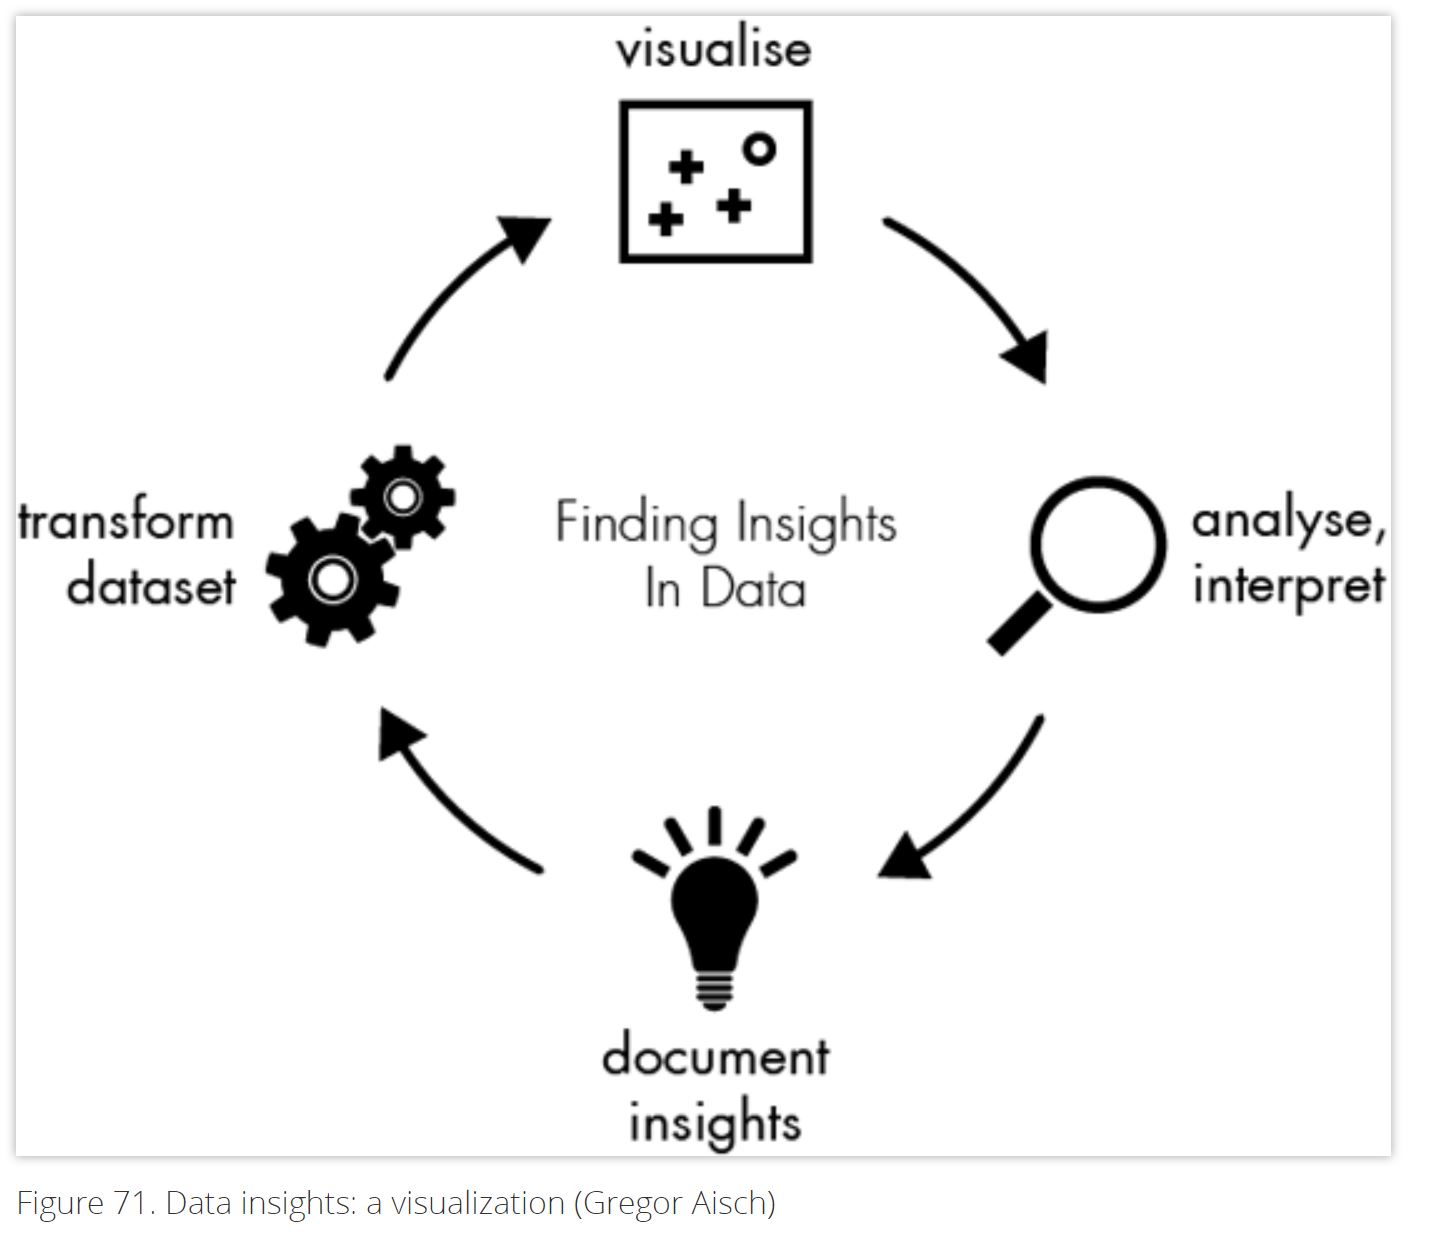 visualise
transform
dataset
Finding Insights
In Data
analyse,
interpret
document
insights
Figure 71. Data insights: a visualization (Gregor Aisch)